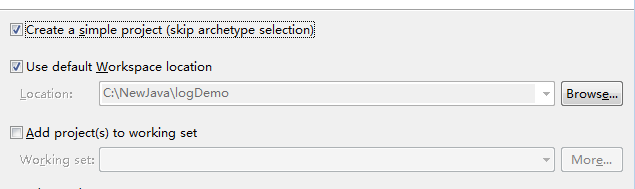 Create a simple project (skip archetype selection)
Use default Workspace location
Location: C:\NewJava\logDemo Browse...
Add project(s) to working set
Working set: More...